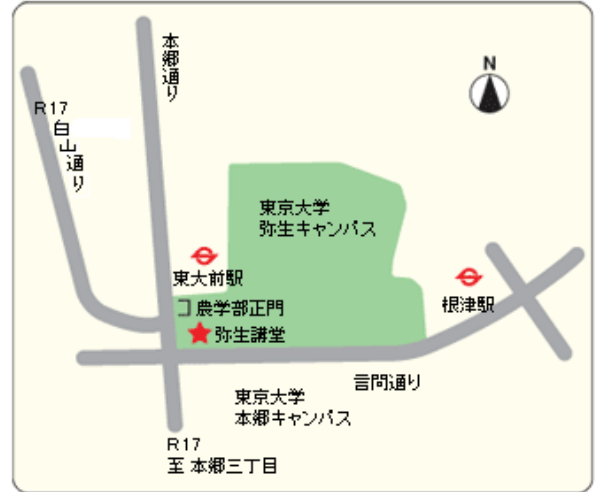 本郷通り
N
R17
白山通り
東京大学
弥生キャンパス
東大前駅
根津駅
農学部正門
弥生講堂
言問通り
東京大学
本郷キャンパス
R17
至 本郷三丁目